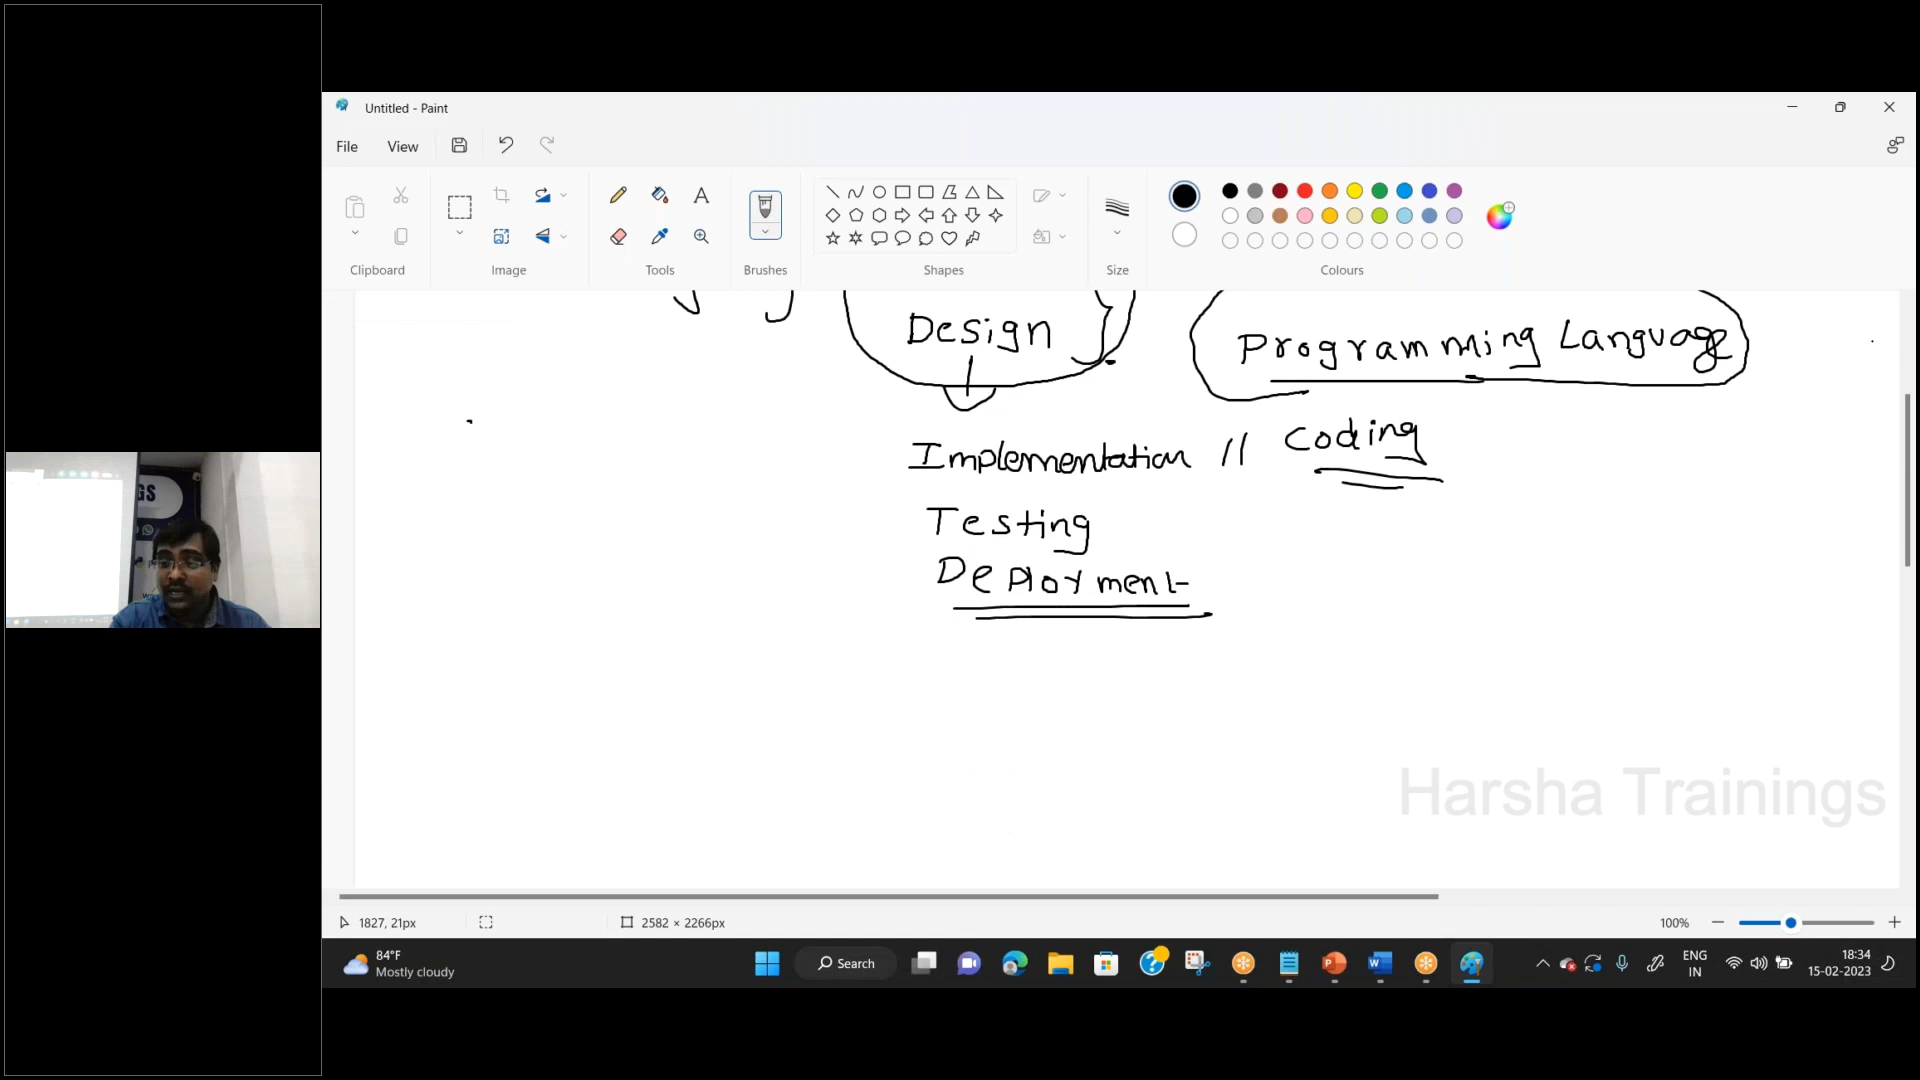 Untitled - Paint
File View
Clipboard Image Tools Brushes Shapes Size Colours
Design
Programming Language
Implementation // Coding
Testing
Deployment
GS
Harsha Trainings
1827, 21px 2582 × 2266px 100%
84°F
Mostly cloudy
Search
ENG
IN
18:34
15-02-2023